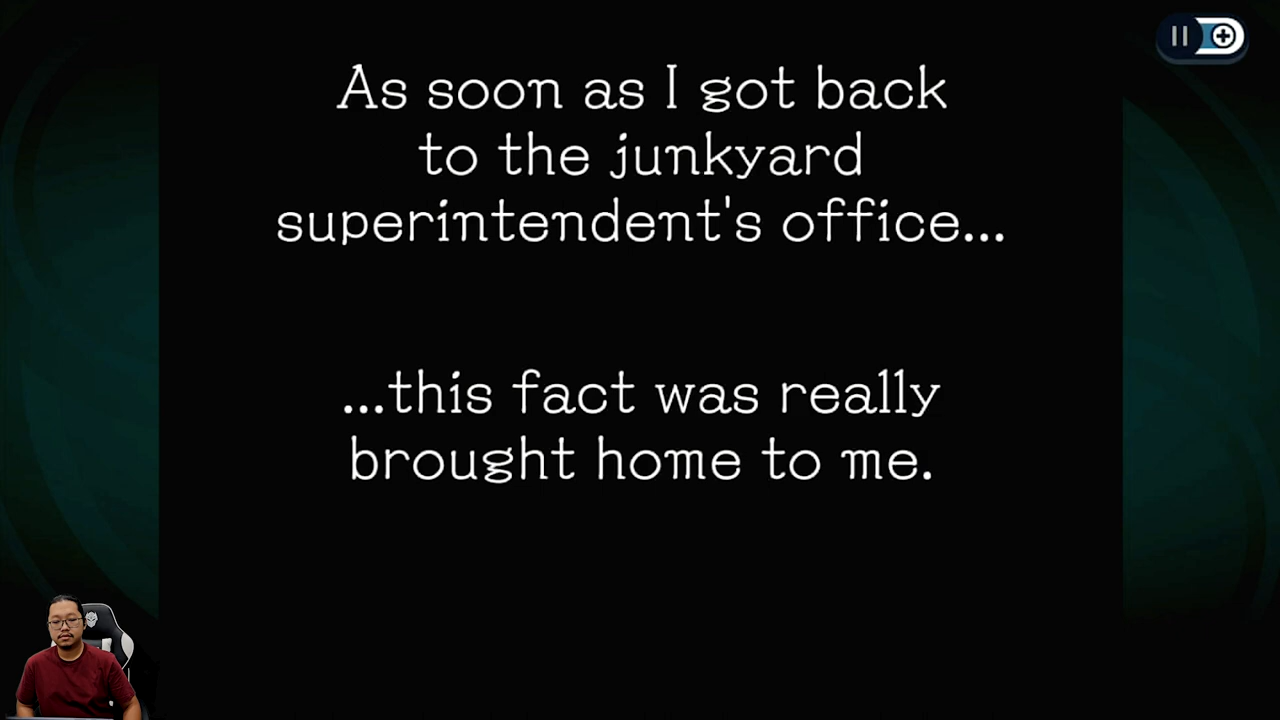 As soon as I got back
to the junkyard
superintendent's office...
...this fact was really
brought home to me.